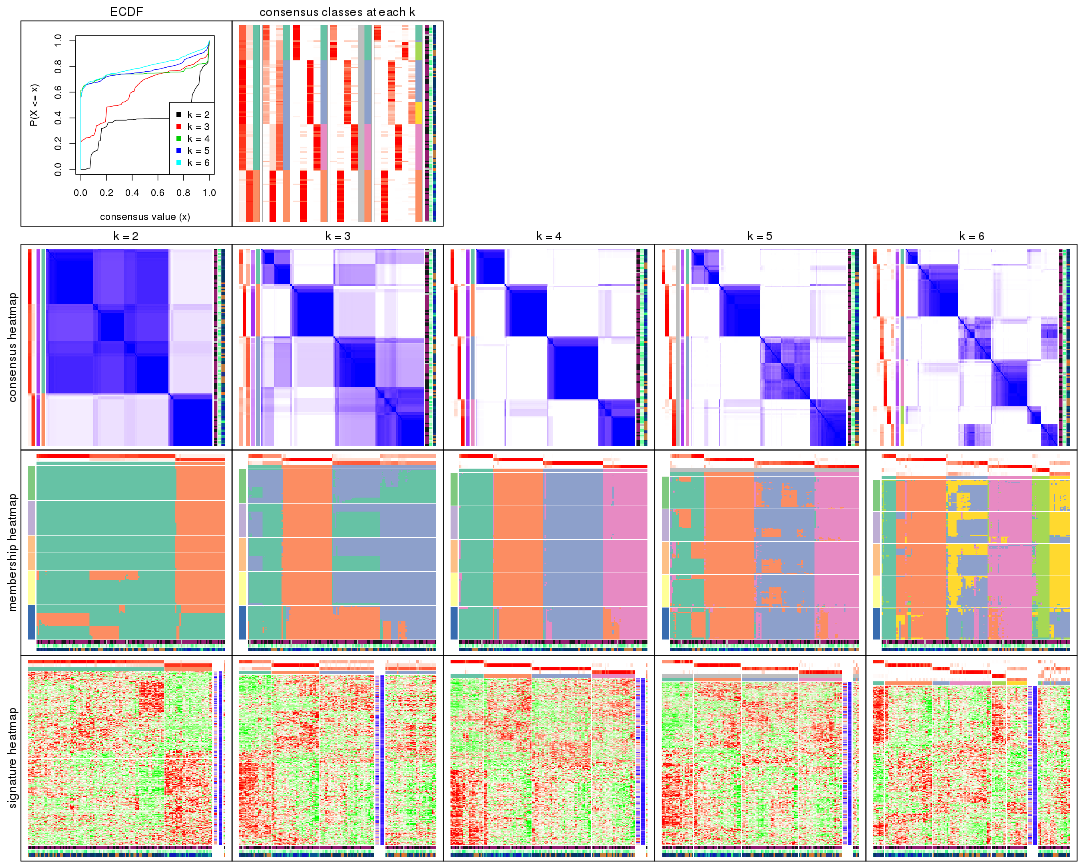 ECDF
consensus classes at each k
P(X <= x)
1.0
0.8
0.6
0.4
0.2
0.0
k = 2
k = 3
k = 4
k = 5
k = 6
0.0 0.2 0.4 0.6 0.8 1.0
consensus value (x)
k = 2 k = 3 k = 4 k = 5 k = 6
consensus heatmap
membership heatmap
signature heatmap